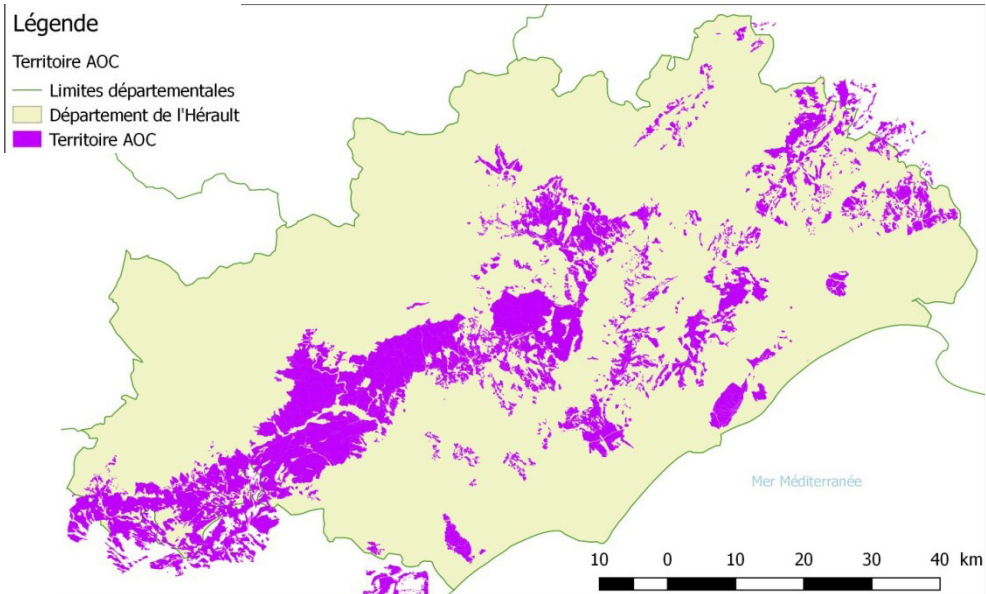 Légende
Territoire AOC
Limites départementales
Département de l'Hérault
Territoire AOC
Mer Méditerranée
10 0 10 20 30 40 km